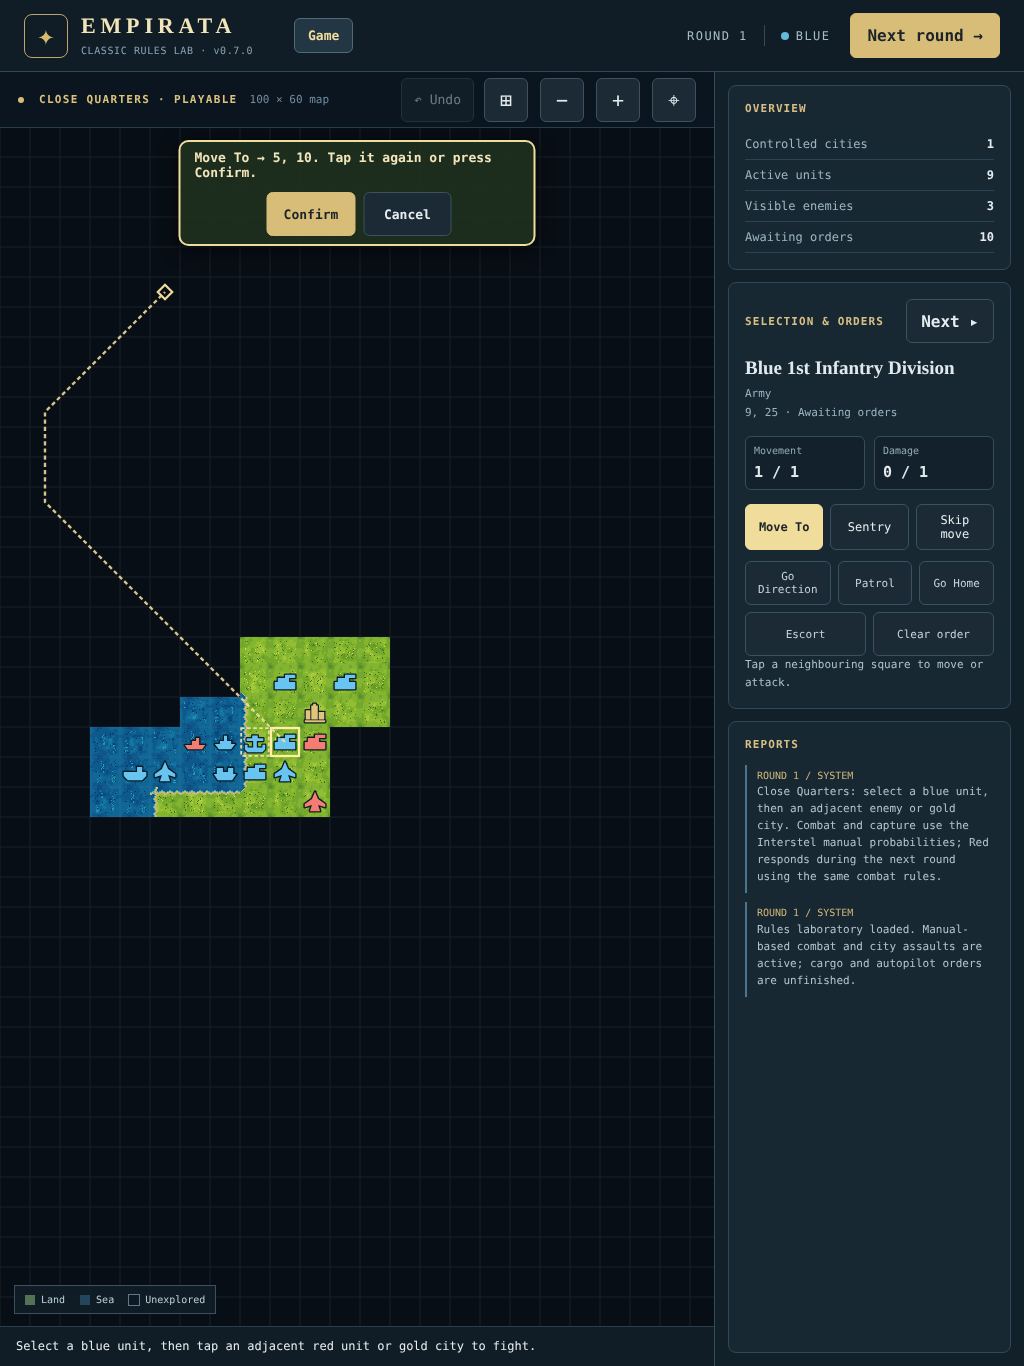 EMPIRATA
CLASSIC RULES LAB · v0.7.0
Game
ROUND 1
BLUE
Next round →
CLOSE QUARTERS · PLAYABLE 100 × 60 map
↶ Undo
Move To → 5, 10. Tap it again or press
Confirm.
Confirm
Cancel
OVERVIEW
Controlled cities 1
Active units 9
Visible enemies 3
Awaiting orders 10
SELECTION & ORDERS
Next ▸
Blue 1st Infantry Division
Army
9, 25 · Awaiting orders
Movement
1 / 1
Damage
0 / 1
Move To
Sentry
Skip
move
Go
Direction
Patrol
Go Home
Escort
Clear order
Tap a neighbouring square to move or
attack.
REPORTS
ROUND 1 / SYSTEM
Close Quarters: select a blue unit,
then an adjacent enemy or gold
city. Combat and capture use the
Interstel manual probabilities; Red
responds during the next round
using the same combat rules.
ROUND 1 / SYSTEM
Rules laboratory loaded. Manual-
based combat and city assaults are
active; cargo and autopilot orders
are unfinished.
Land
Sea
Unexplored
Select a blue unit, then tap an adjacent red unit or gold city to fight.